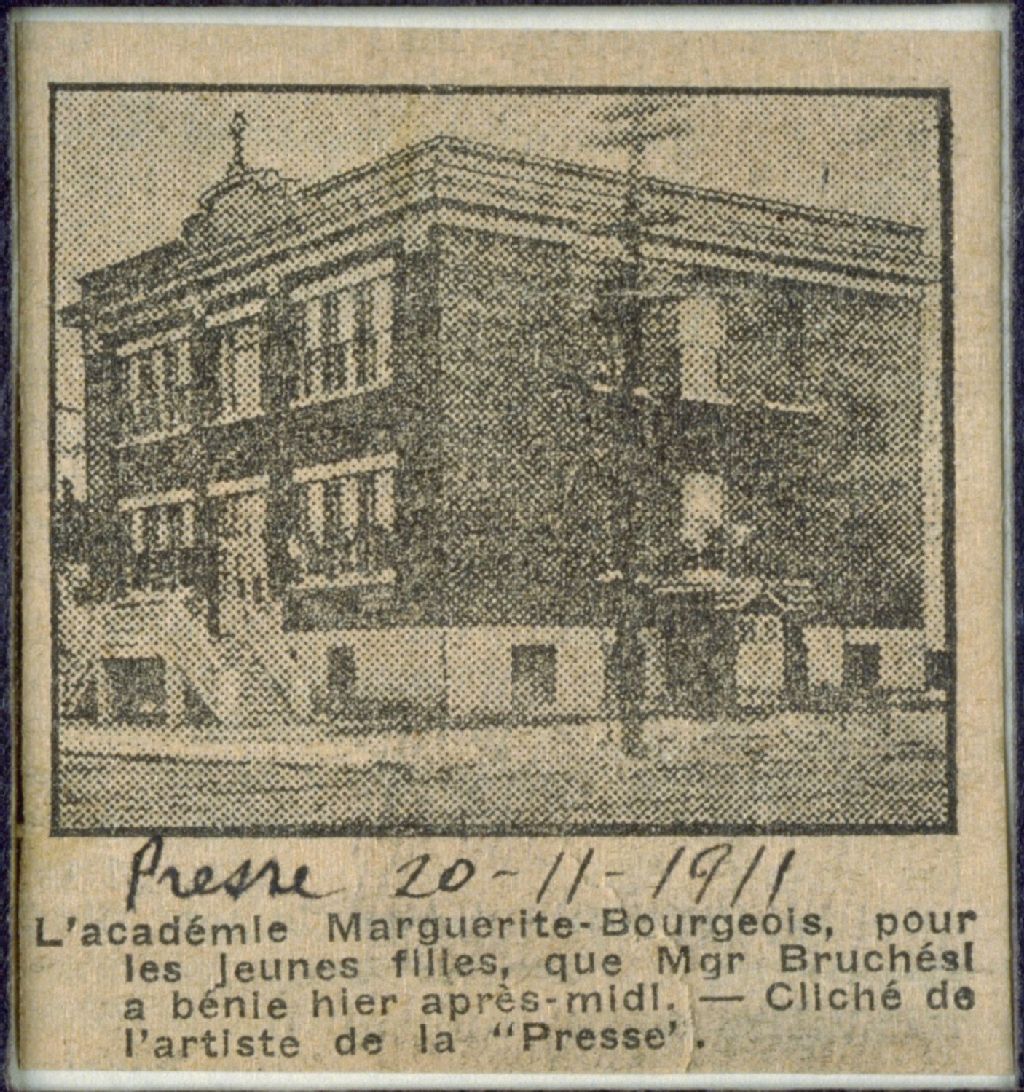 Presse 20-11-1911
L'académie Marguerite-Bourgeois, pour
les jeunes filles, que Mgr Bruchési
a bénie hier après-midi. — Cliché de
l'artiste de la "Presse'.